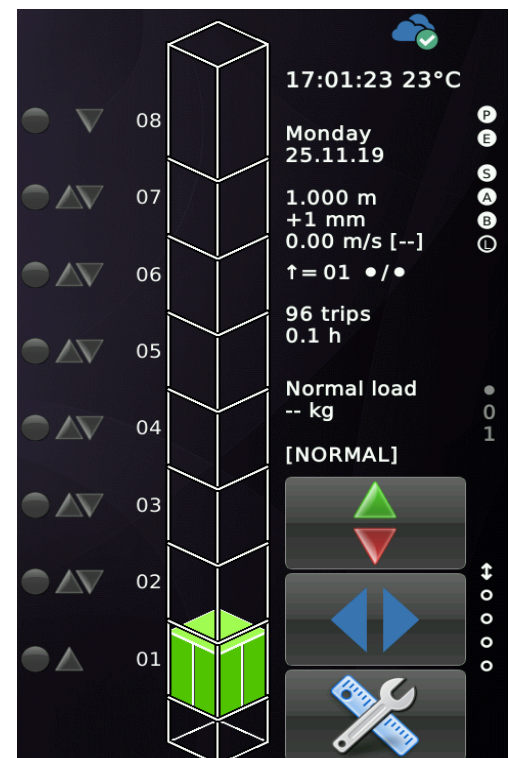 17:01:23 23°C
Monday
25.11.19
1.000 m
+1 mm
0.00 m/s [--]
↑= 01 •/•
96 trips
0.1 h
Normal load
-- kg
[NORMAL]
08
07
06
05
04
03
02
01
P
E
S
A
B
L
0
1